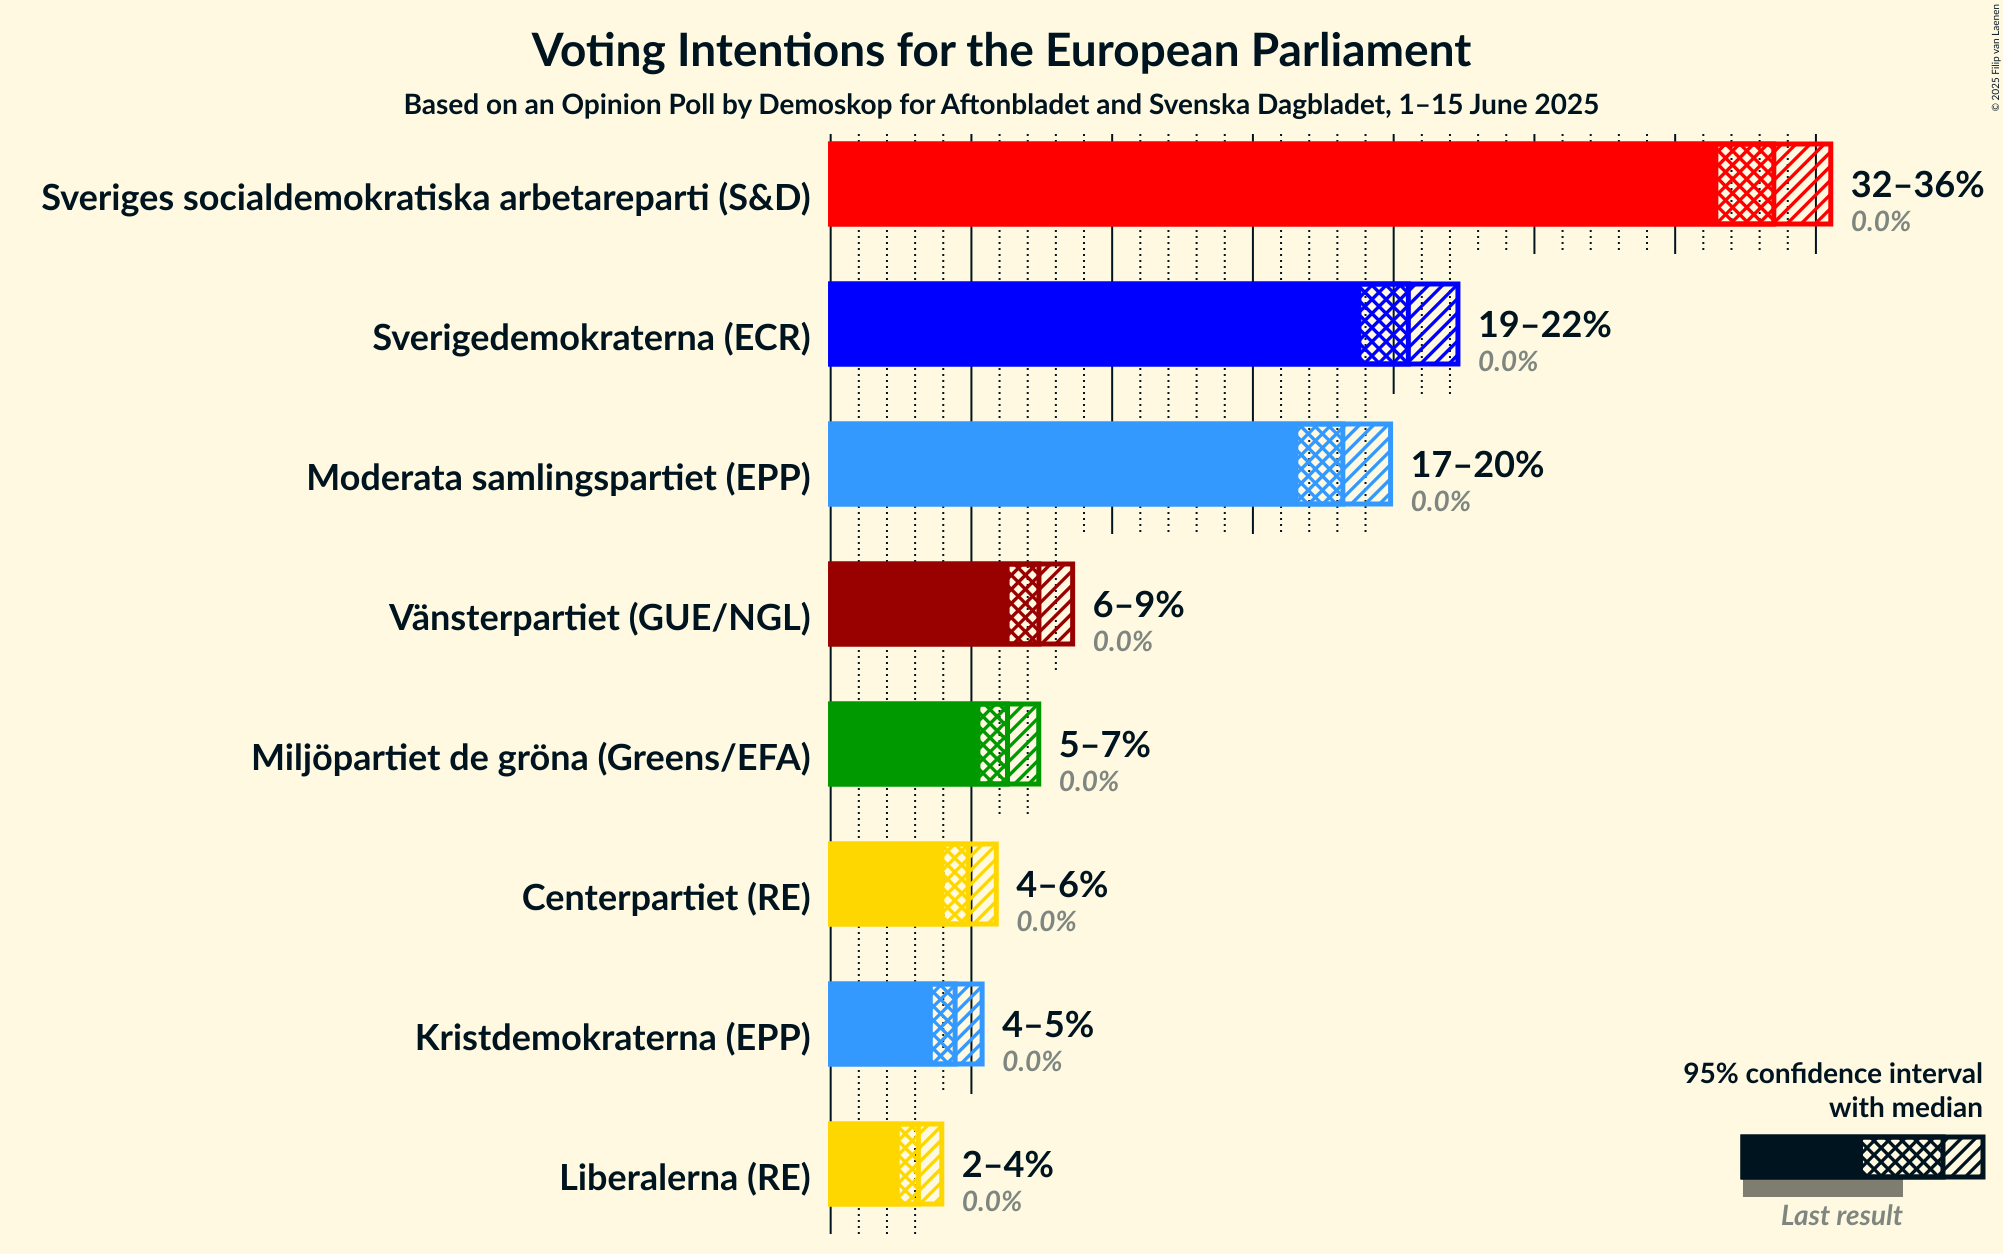 Voting Intentions for the European Parliament
Based on an Opinion Poll by Demoskop for Aftonbladet and Svenska Dagbladet, 1–15 June 2025
© 2025 Filip van Laenen
Sveriges socialdemokratiska arbetareparti (S&D)
32–36%
0.0%
Sverigedemokraterna (ECR)
19–22%
0.0%
Moderata samlingspartiet (EPP)
17–20%
0.0%
Vänsterpartiet (GUE/NGL)
6–9%
0.0%
Miljöpartiet de gröna (Greens/EFA)
5–7%
0.0%
Centerpartiet (RE)
4–6%
0.0%
Kristdemokraterna (EPP)
4–5%
0.0%
Liberalerna (RE)
2–4%
0.0%
95% confidence interval
with median
Last result